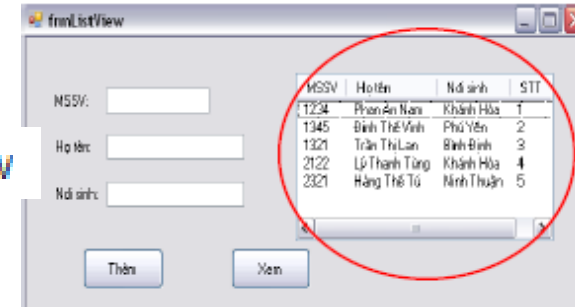 frmListView
MSSV:
Họ tên:
Nơi sinh:
Thêm
Xem
MSSV Họ tên Nơi sinh STT
1234 Phan An Nam Khánh Hòa 1
1345 Đinh Thế Vinh Phú Yên 2
1321 Trần Thị Lan Bình Định 3
2122 Lý Thanh Tùng Khánh Hòa 4
2321 Hàng Thế Tú Ninh Thuận 5